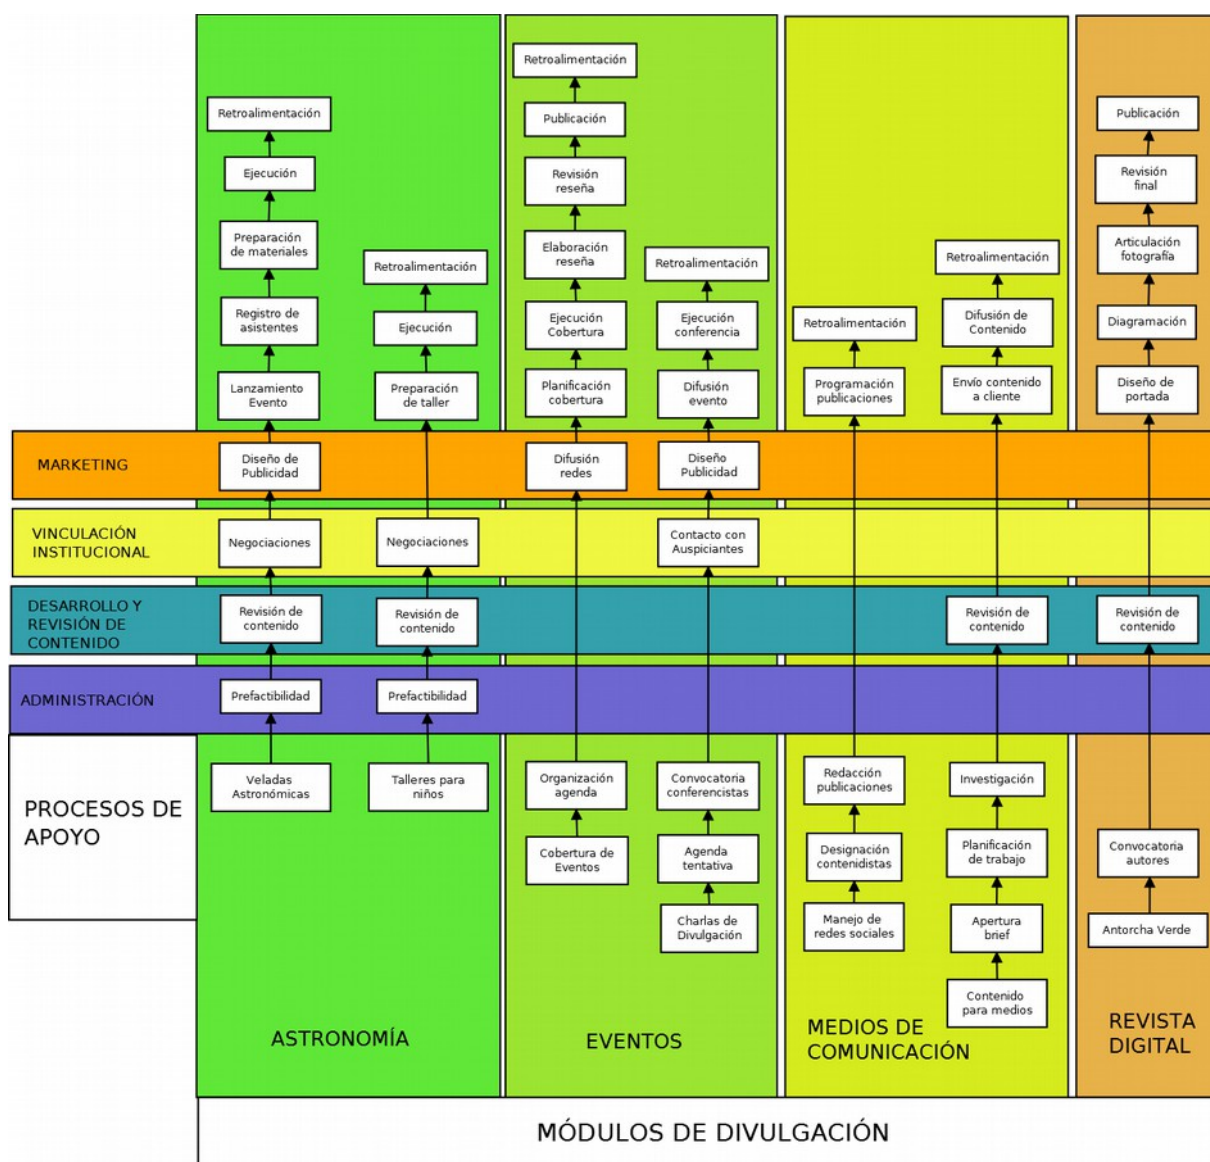 Retroalimentación
Retroalimentación
Publicación
Publicación
Ejecución
Revisión
reseña
Revisión
final
Preparación
de materiales
Elaboración
reseña
Articulación
fotografía
Retroalimentación
Retroalimentación
Retroalimentación
Registro de
asistentes
Ejecución
Ejecución
Cobertura
Ejecución
conferencia
Retroalimentación
Difusión de
Contenido
Diagramación
Lanzamiento
Evento
Preparación
de taller
Planificación
cobertura
Difusión
evento
Programación
publicaciones
Envío contenido
a cliente
Diseño de
portada
MARKETING
Diseño de
Publicidad
Difusión
redes
Diseño
Publicidad
VINCULACIÓN
INSTITUCIONAL
Negociaciones
Negociaciones
Contacto con
Auspiciantes
DESARROLLO Y
REVISIÓN DE
CONTENIDO
Revisión de
contenido
Revisión de
contenido
Revisión de
contenido
Revisión de
contenido
ADMINISTRACIÓN
Prefactibilidad
Prefactibilidad
PROCESOS DE
APOYO
Veladas
Astronómicas
Talleres para
niños
Organización
agenda
Convocatoria
conferencistas
Redacción
publicaciones
Investigación
Cobertura de
Eventos
Agenda
tentativa
Designación
contenidistas
Planificación
de trabajo
Convocatoria
autores
Charlas de
Divulgación
Manejo de
redes sociales
Apertura
brief
Antorcha Verde
Contenido
para medios
ASTRONOMÍA
EVENTOS
MEDIOS DE
COMUNICACIÓN
REVISTA
DIGITAL
MÓDULOS DE DIVULGACIÓN